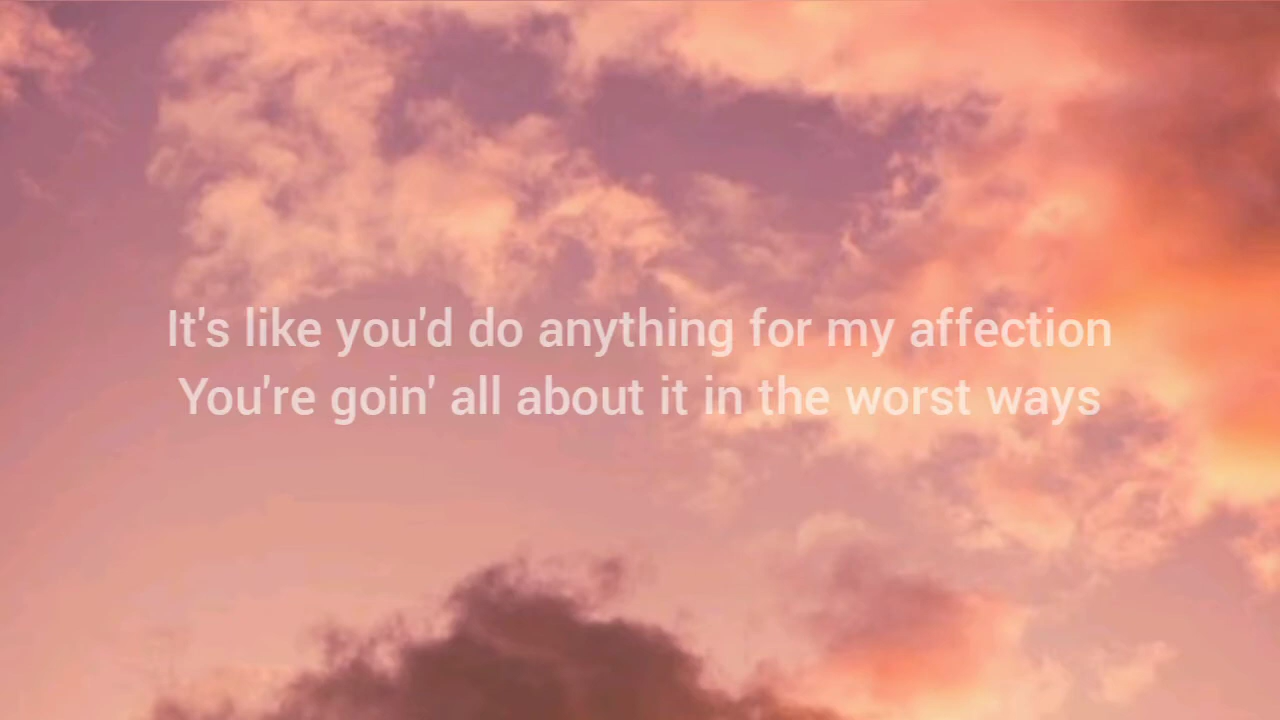 It's like you'd do anything for my affection
You're goin' all about it in the worst ways